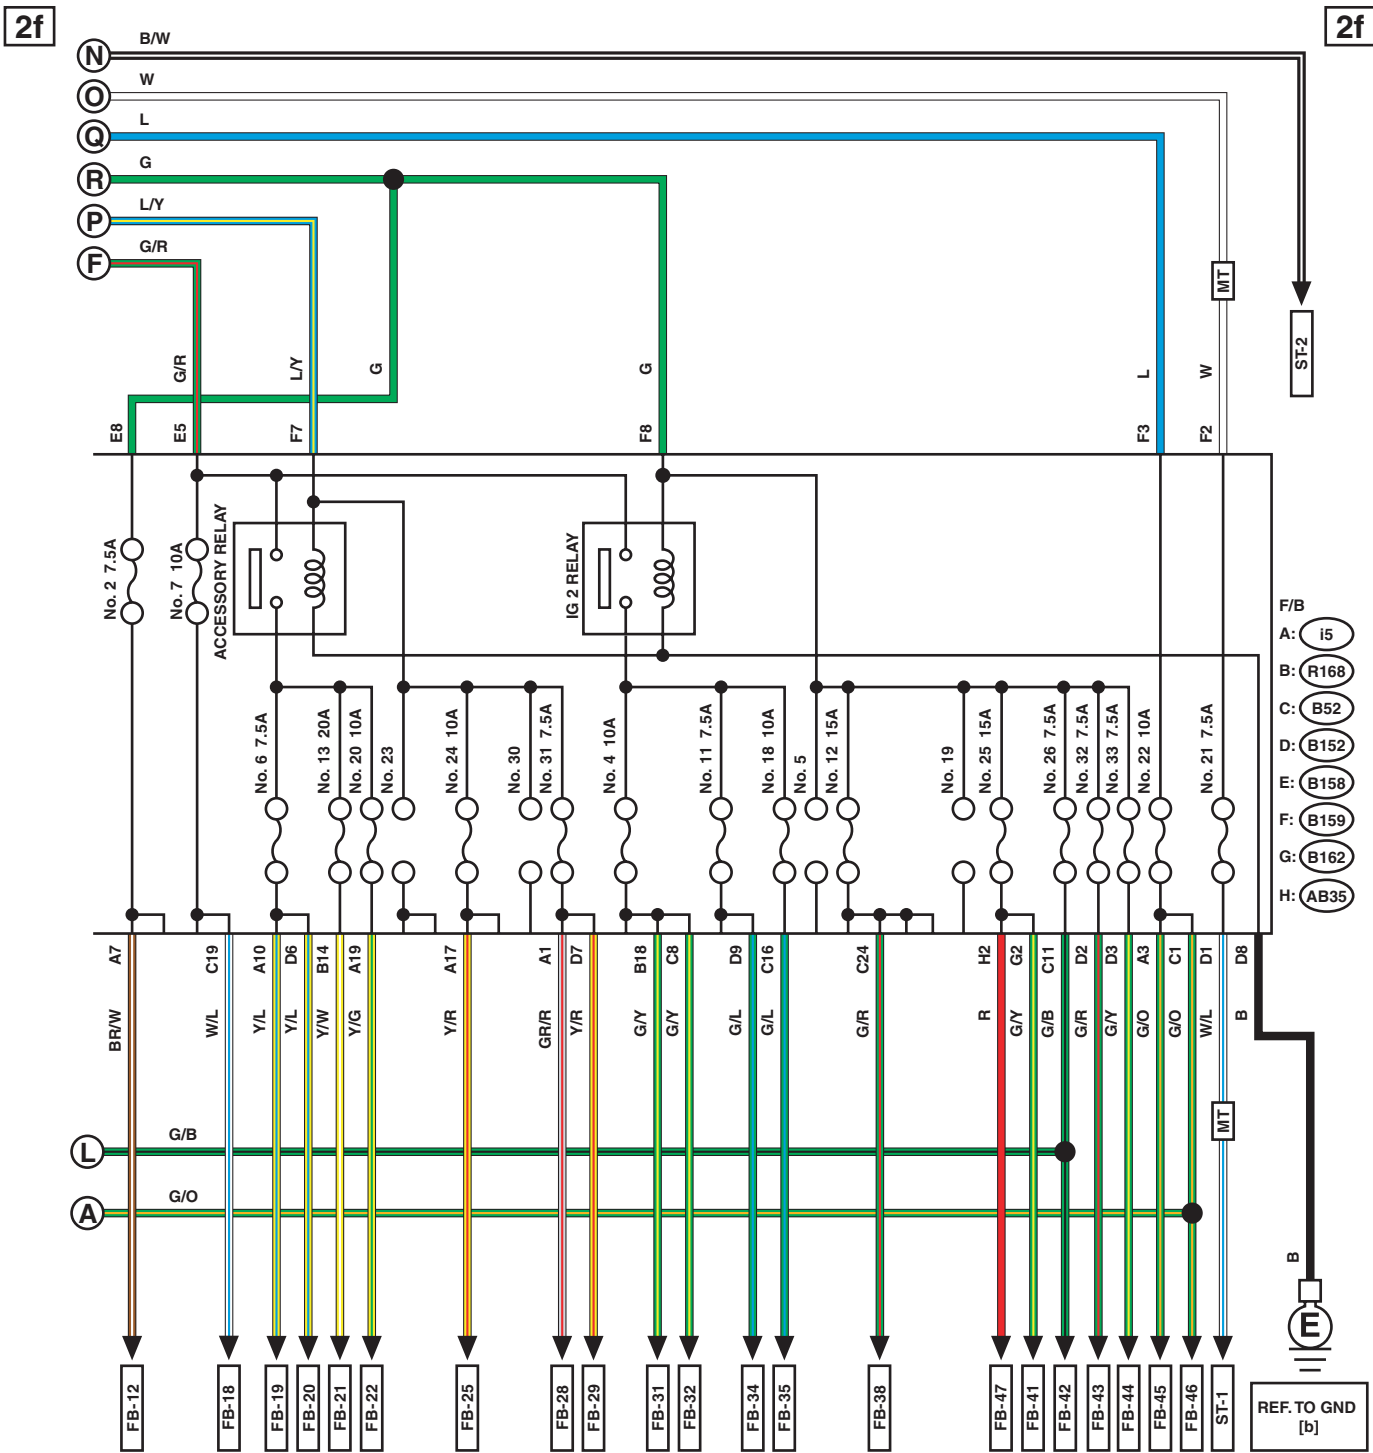 2f
2f
N
B/W
O
W
Q
L
R
G
P
L/Y
F
G/R
MT
ST-2
G/R
L/Y
G
G
L
W
E8
E5
F7
F8
F3
F2
No. 2 7.5A
No. 7 10A
ACCESSORY RELAY
IG 2 RELAY
F/B
A: i5
B: R168
C: B52
D: B152
E: B158
F: B159
G: B162
H: AB35
No. 6 7.5A
No. 13 20A
No. 20 10A
No. 23
No. 24 10A
No. 30
No. 31 7.5A
No. 4 10A
No. 11 7.5A
No. 18 10A
No. 5
No. 12 15A
No. 19
No. 25 15A
No. 26 7.5A
No. 32 7.5A
No. 33 7.5A
No. 22 10A
No. 21 7.5A
A7
C19
A10
D6
B14
A19
A17
A1
D7
B18
C8
D9
C16
C24
H2
G2
C11
D2
D3
A3
C1
D1
D8
BR/W
W/L
Y/L
Y/L
Y/W
Y/G
Y/R
GR/R
Y/R
G/Y
G/Y
G/L
G/L
G/R
R
G/Y
G/B
G/R
G/Y
G/O
G/O
W/L
B
MT
L
G/B
A
G/O
B
E
FB-12
FB-18
FB-19
FB-20
FB-21
FB-22
FB-25
FB-28
FB-29
FB-31
FB-32
FB-34
FB-35
FB-38
FB-47
FB-41
FB-42
FB-43
FB-44
FB-45
FB-46
ST-1
REF. TO GND
[b]